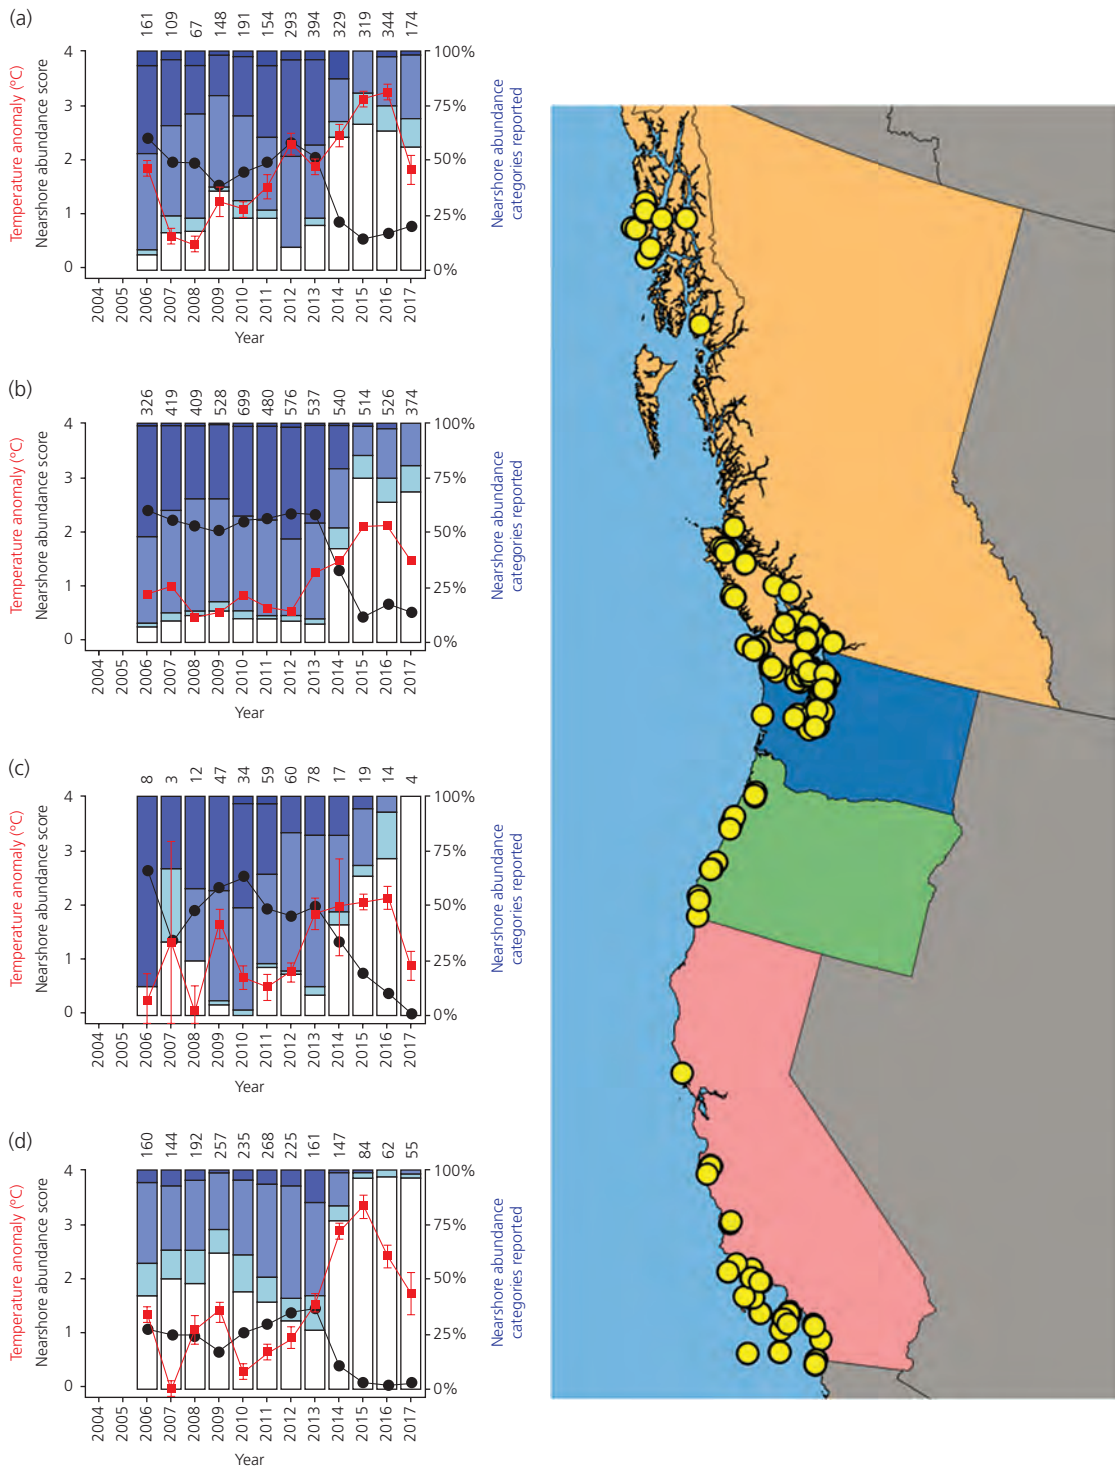 (a)
161 109 67 148 191 154 293 394 329 319 344 174
Temperature anomaly (°C)
Nearshore abundance score
4
3
2
1
0
100%
75%
50%
25%
0%
Nearshore abundance
categories reported
2004 2005 2006 2007 2008 2009 2010 2011 2012 2013 2014 2015 2016 2017
Year
(b)
326 419 409 528 699 480 576 537 540 514 526 374
Temperature anomaly (°C)
Nearshore abundance score
4
3
2
1
0
100%
75%
50%
25%
0%
Nearshore abundance
categories reported
2004 2005 2006 2007 2008 2009 2010 2011 2012 2013 2014 2015 2016 2017
Year
(c)
8 3 12 47 34 59 60 78 17 19 14 4
Temperature anomaly (°C)
Nearshore abundance score
4
3
2
1
0
100%
75%
50%
25%
0%
Nearshore abundance
categories reported
2004 2005 2006 2007 2008 2009 2010 2011 2012 2013 2014 2015 2016 2017
Year
(d)
160 144 192 257 235 268 225 161 147 84 62 55
Temperature anomaly (°C)
Nearshore abundance score
4
3
2
1
0
100%
75%
50%
25%
0%
Nearshore abundance
categories reported
2004 2005 2006 2007 2008 2009 2010 2011 2012 2013 2014 2015 2016 2017
Year